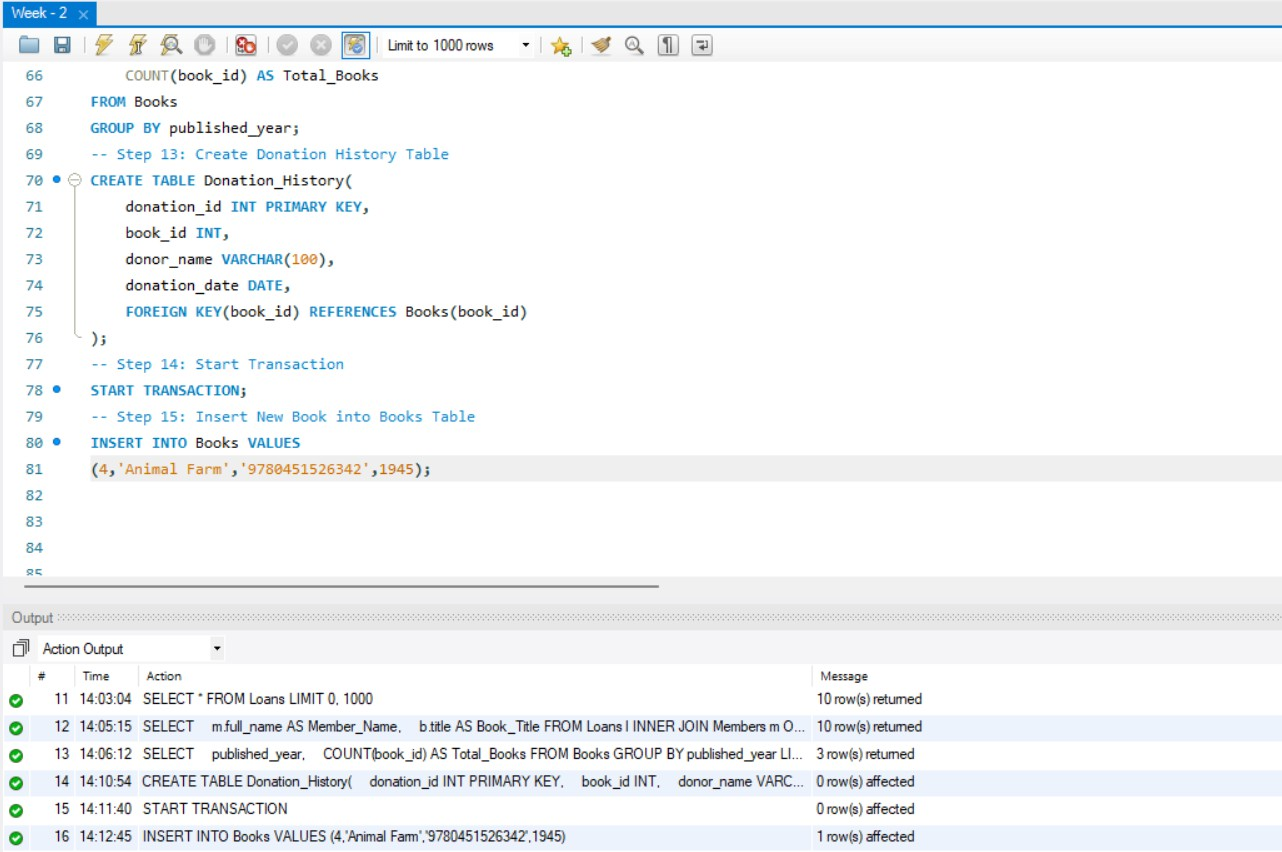 Week - 2
Limit to 1000 rows
66 COUNT(book_id) AS Total_Books
67 FROM Books
68 GROUP BY published_year;
69 -- Step 13: Create Donation History Table
70 CREATE TABLE Donation_History(
71 donation_id INT PRIMARY KEY,
72 book_id INT,
73 donor_name VARCHAR(100),
74 donation_date DATE,
75 FOREIGN KEY(book_id) REFERENCES Books(book_id)
76 );
77 -- Step 14: Start Transaction
78 START TRANSACTION;
79 -- Step 15: Insert New Book into Books Table
80 INSERT INTO Books VALUES
81 (4,'Animal Farm','9780451526342',1945);
82
83
84
85
Output
Action Output
# Time Action Message
11 14:03:04 SELECT * FROM Loans LIMIT 0, 1000 10 row(s) returned
12 14:05:15 SELECT m.full_name AS Member_Name, b.title AS Book_Title FROM Loans l INNER JOIN Members m O... 10 row(s) returned
13 14:06:12 SELECT published_year, COUNT(book_id) AS Total_Books FROM Books GROUP BY published_year LI... 3 row(s) returned
14 14:10:54 CREATE TABLE Donation_History( donation_id INT PRIMARY KEY, book_id INT, donor_name VARC... 0 row(s) affected
15 14:11:40 START TRANSACTION 0 row(s) affected
16 14:12:45 INSERT INTO Books VALUES (4,'Animal Farm','9780451526342',1945) 1 row(s) affected